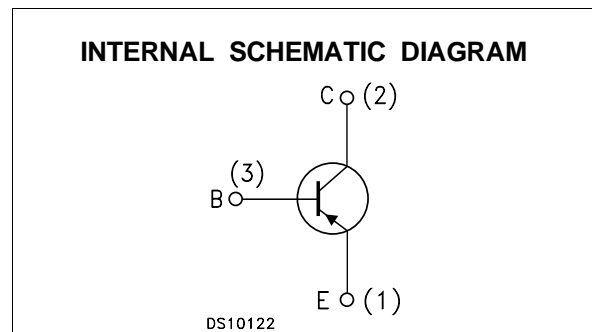 INTERNAL SCHEMATIC DIAGRAM
C (2)
(3)
B
E (1)
DS10122